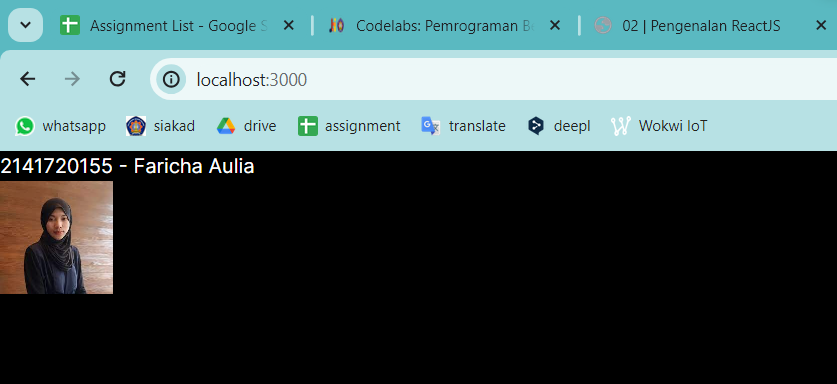 Assignment List - Google S
Codelabs: Pemrograman Be
02 | Pengenalan ReactJS
localhost:3000
whatsapp siakad drive assignment translate deepl Wokwi IoT
2141720155 - Faricha Aulia